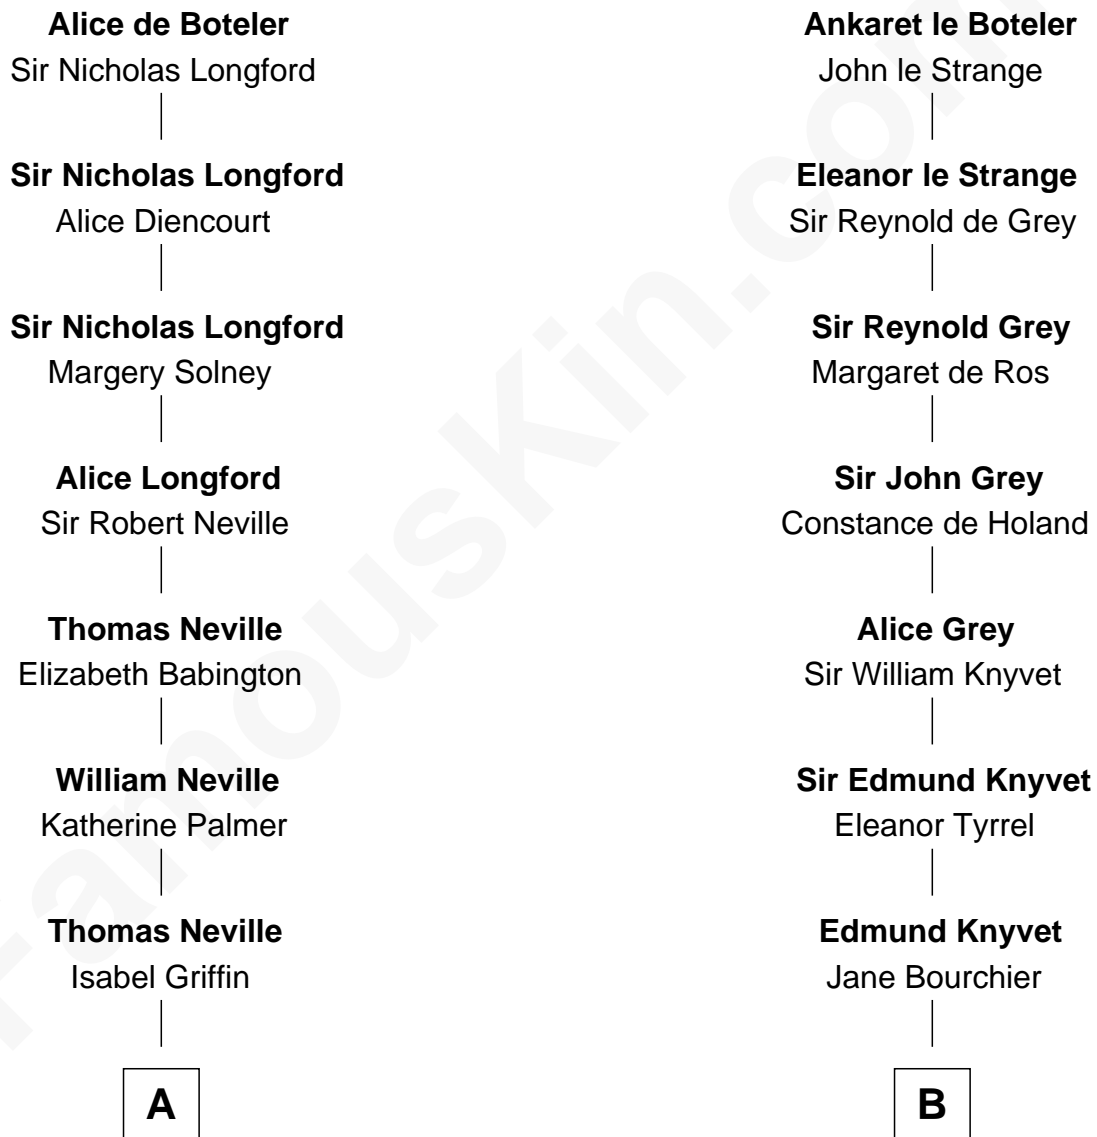 Alice de Boteler
Sir Nicholas Longford
Sir Nicholas Longford
Alice Diencourt
Sir Nicholas Longford
Margery Solney
Alice Longford
Sir Robert Neville
Thomas Neville
Elizabeth Babington
William Neville
Katherine Palmer
Thomas Neville
Isabel Griffin
A
Ankaret le Boteler
John le Strange
Eleanor le Strange
Sir Reynold de Grey
Sir Reynold Grey
Margaret de Ros
Sir John Grey
Constance de Holand
Alice Grey
Sir William Knyvet
Sir Edmund Knyvet
Eleanor Tyrrel
Edmund Knyvet
Jane Bourchier
B
FamousKin.com